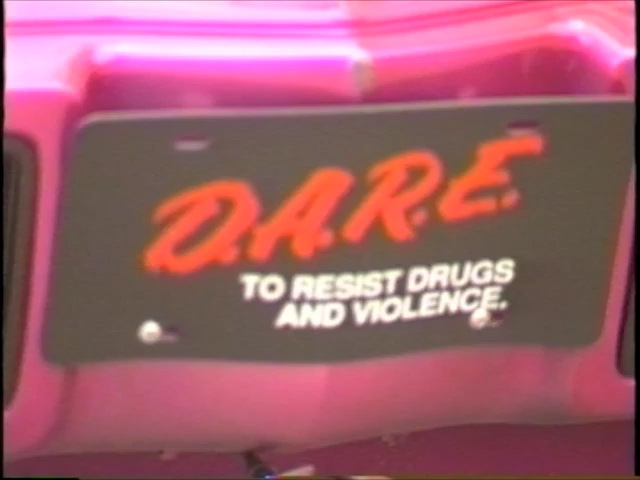 D.A.R.E.
TO RESIST DRUGS
AND VIOLENCE.